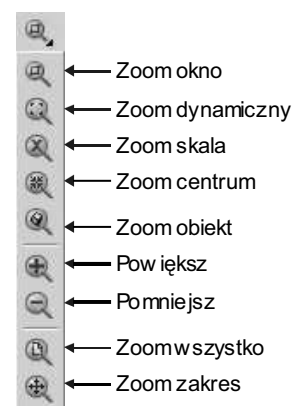 Zoom okno
Zoom dynamiczny
Zoom skala
Zoom centrum
Zoom obiekt
Powiększ
Pomniejsz
Zoom wszystko
Zoom zakres